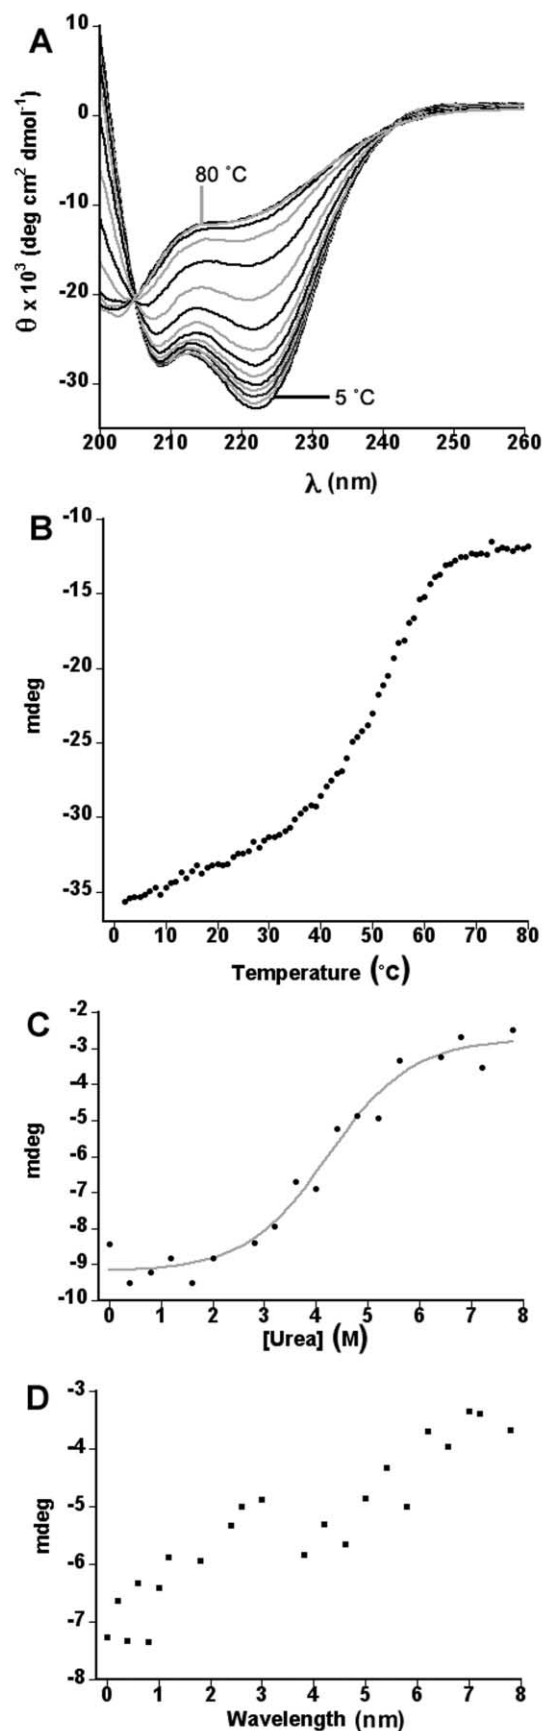 A
10
0
-10
-20
-30
θ x 10³ (deg cm² dmol⁻¹)
80 ˚C
5 ˚C
200 210 220 230 240 250 260
λ (nm)
B
-10
-15
-20
-25
-30
-35
mdeg
0 10 20 30 40 50 60 70 80
Temperature (˚C)
C
-2
-3
-4
-5
-6
-7
-8
-9
-10
mdeg
0 1 2 3 4 5 6 7 8
[Urea] (M)
D
-3
-4
-5
-6
-7
-8
mdeg
0 1 2 3 4 5 6 7 8
Wavelength (nm)